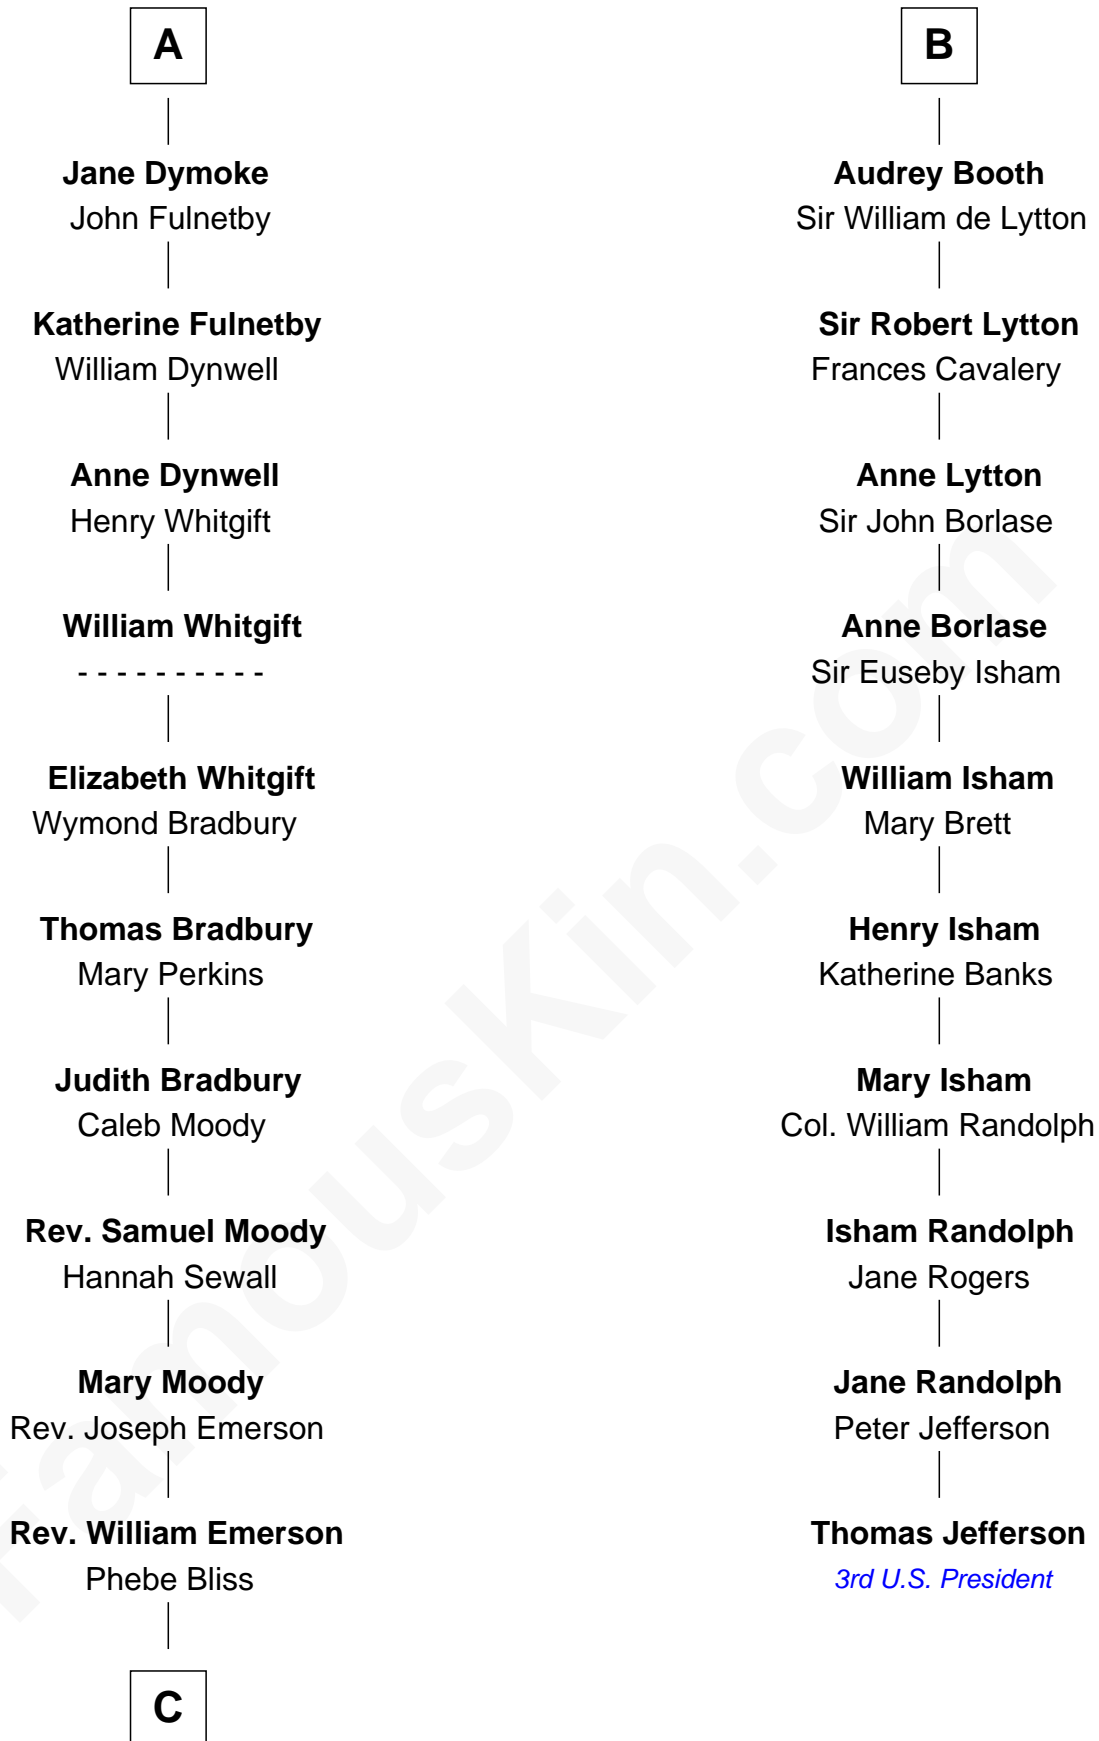 A
Jane Dymoke
John Fulnetby
Katherine Fulnetby
William Dynwell
Anne Dynwell
Henry Whitgift
William Whitgift
- - - - - - - - - -
Elizabeth Whitgift
Wymond Bradbury
Thomas Bradbury
Mary Perkins
Judith Bradbury
Caleb Moody
Rev. Samuel Moody
Hannah Sewall
Mary Moody
Rev. Joseph Emerson
Rev. William Emerson
Phebe Bliss
C
B
Audrey Booth
Sir William de Lytton
Sir Robert Lytton
Frances Cavalery
Anne Lytton
Sir John Borlase
Anne Borlase
Sir Euseby Isham
William Isham
Mary Brett
Henry Isham
Katherine Banks
Mary Isham
Col. William Randolph
Isham Randolph
Jane Rogers
Jane Randolph
Peter Jefferson
Thomas Jefferson
3rd U.S. President
FamousKin.com